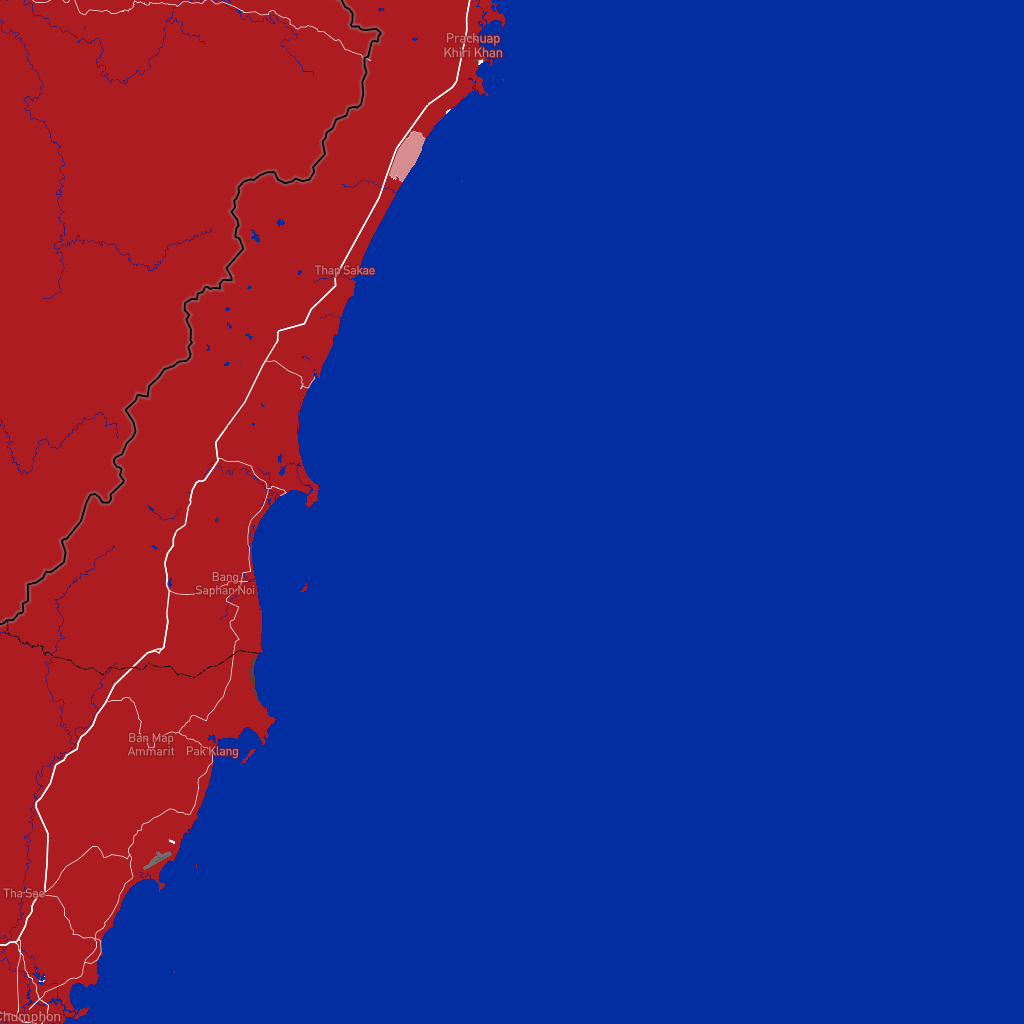 Prachuap
Khiri Khan
Thap Sakae
Bang
Saphan Noi
Ban Map
Ammarit
Pak Klang
Tha Sae
Chumphon